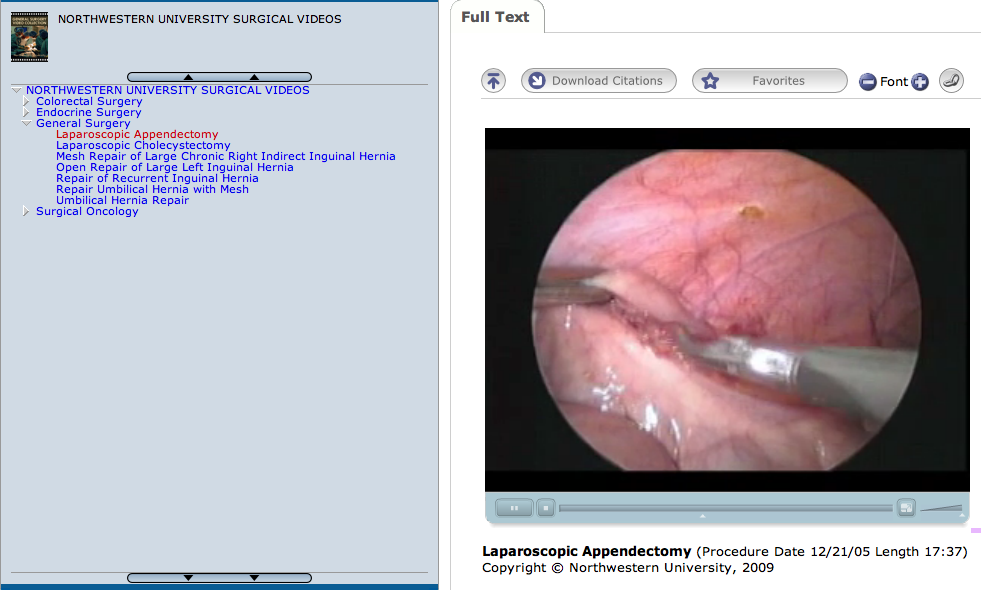 NORTHWESTERN UNIVERSITY SURGICAL VIDEOS
NORTHWESTERN UNIVERSITY SURGICAL VIDEOS
Colorectal Surgery
Endocrine Surgery
General Surgery
Laparoscopic Appendectomy
Laparoscopic Cholecystectomy
Mesh Repair of Large Chronic Right Indirect Inguinal Hernia
Open Repair of Large Left Inguinal Hernia
Repair of Recurrent Inguinal Hernia
Repair Umbilical Hernia with Mesh
Umbilical Hernia Repair
Surgical Oncology
Full Text
Download Citations
Favorites
Font
Laparoscopic Appendectomy (Procedure Date 12/21/05 Length 17:37)
Copyright © Northwestern University, 2009